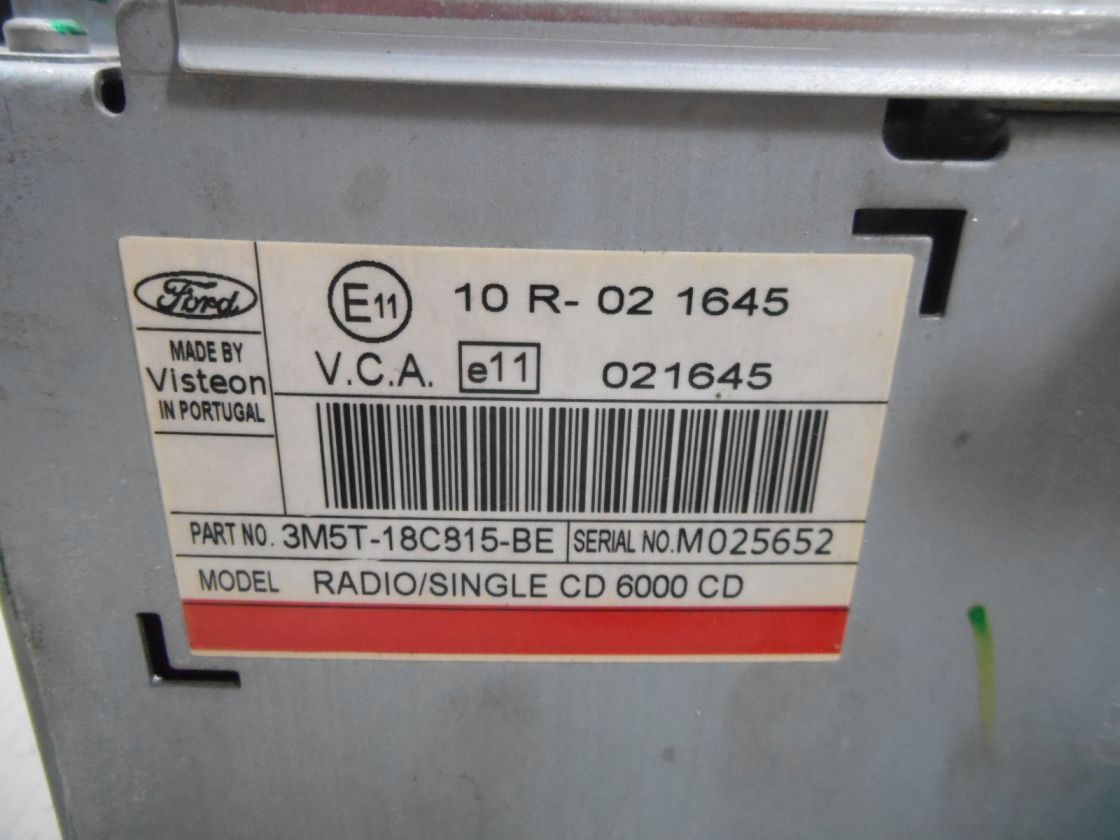 Ford
MADE BY
Visteon
IN PORTUGAL
E11 10 R- 02 1645
V.C.A. e11 021645
PART NO. 3M5T-18C815-BE SERIAL NO. M025652
MODEL RADIO/SINGLE CD 6000 CD